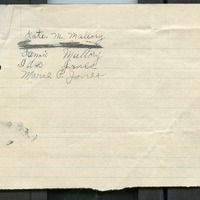 Kate M. Mallory
Fannie Mallory
Ida Jones
Marie P. Jones